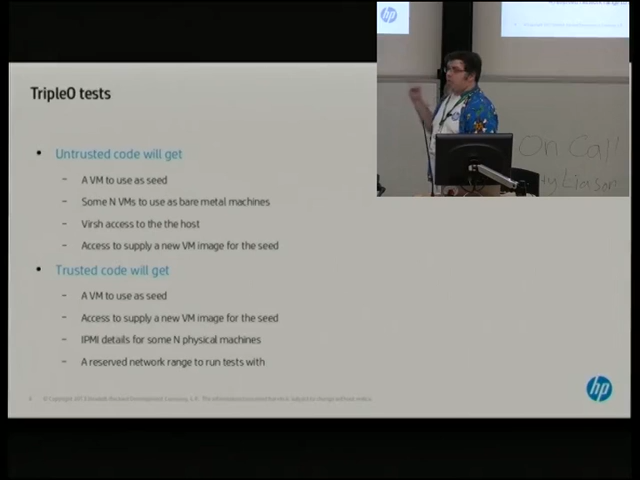 TripleO tests
• Untrusted code will get
– A VM to use as seed
– Some N VMs to use as bare metal machines
– Virsh access to the the host
– Access to supply a new VM image for the seed
• Trusted code will get
– A VM to use as seed
– Access to supply a new VM image for the seed
– IPMI details for some N physical machines
– A reserved network range to run tests with
hp
hp
On Call